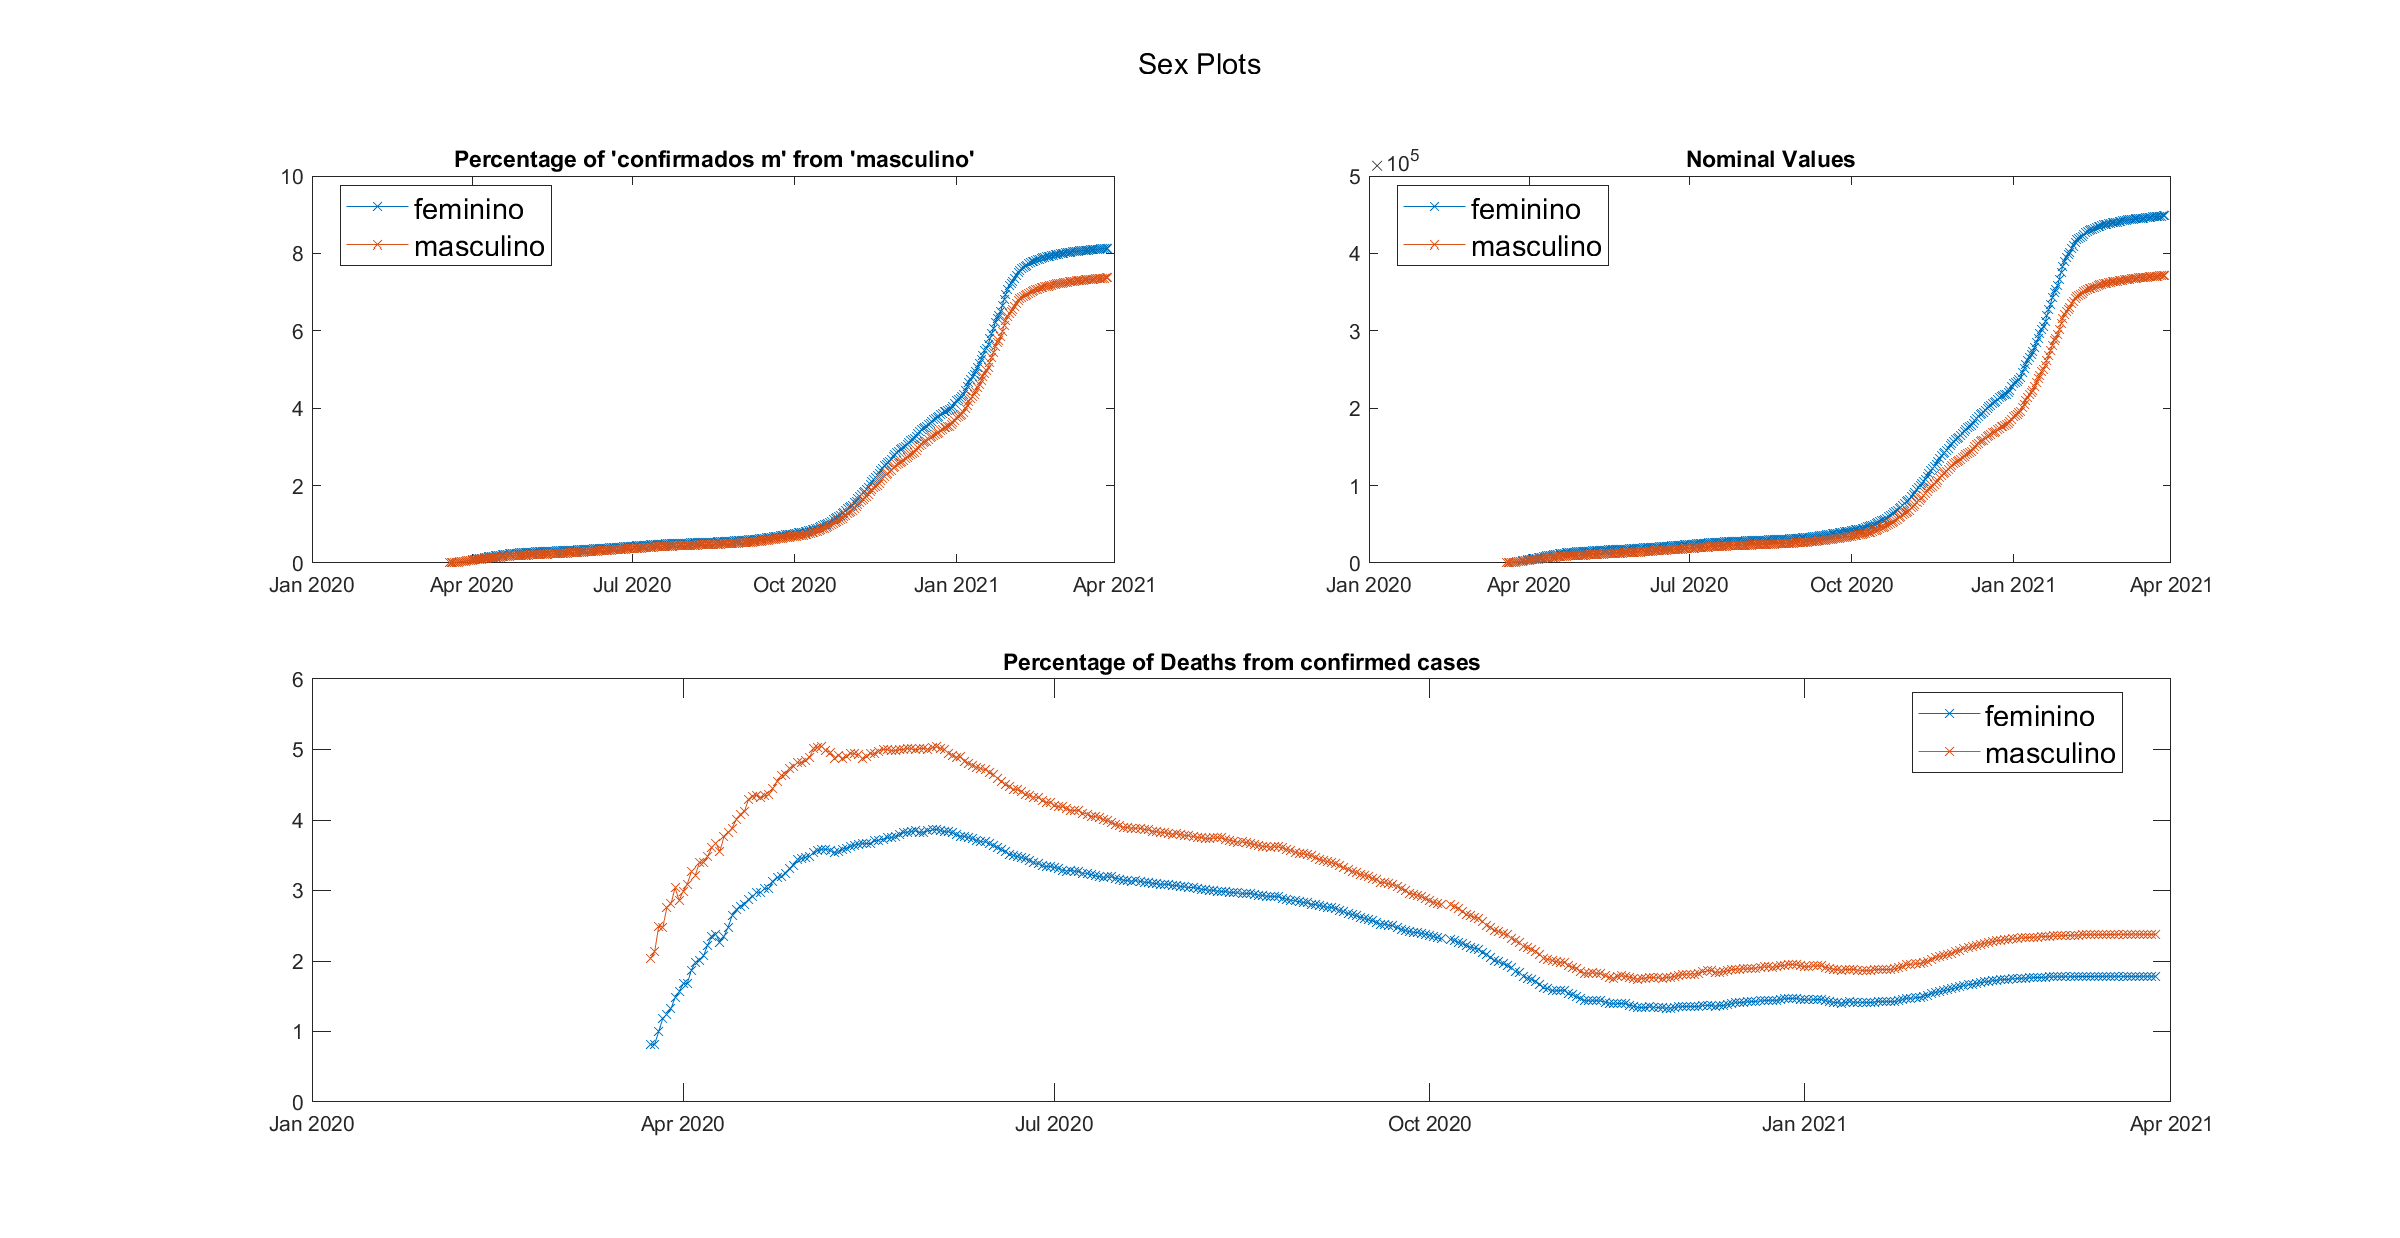 Sex Plots
Percentage of 'confirmados m' from 'masculino'
10
8
6
4
2
0
feminino
masculino
Jan 2020 Apr 2020 Jul 2020 Oct 2020 Jan 2021 Apr 2021
Nominal Values
×10^5
5
4
3
2
1
0
feminino
masculino
Jan 2020 Apr 2020 Jul 2020 Oct 2020 Jan 2021 Apr 2021
Percentage of Deaths from confirmed cases
6
5
4
3
2
1
0
feminino
masculino
Jan 2020 Apr 2020 Jul 2020 Oct 2020 Jan 2021 Apr 2021